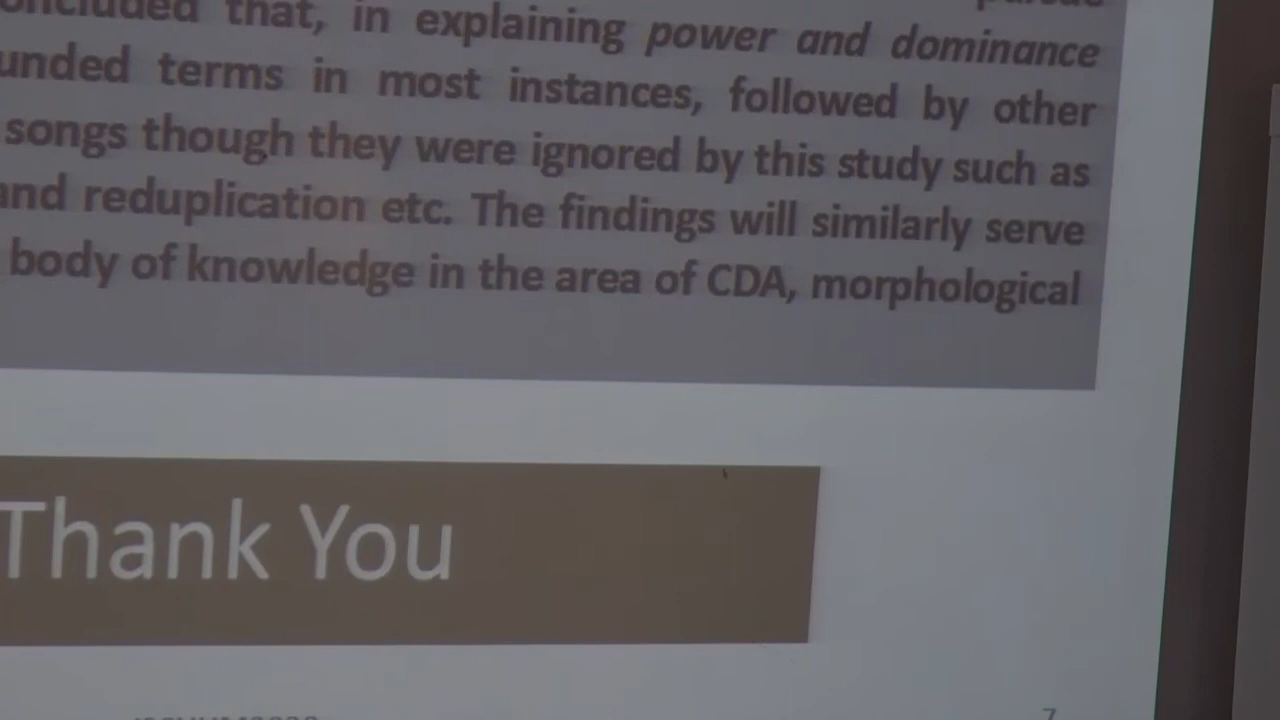 that, in explaining power and dominance
terms in most instances, followed by other
songs though they were ignored by this study such as
and reduplication etc. The findings will similarly serve
body of knowledge in the area of CDA, morphological
Thank You
7